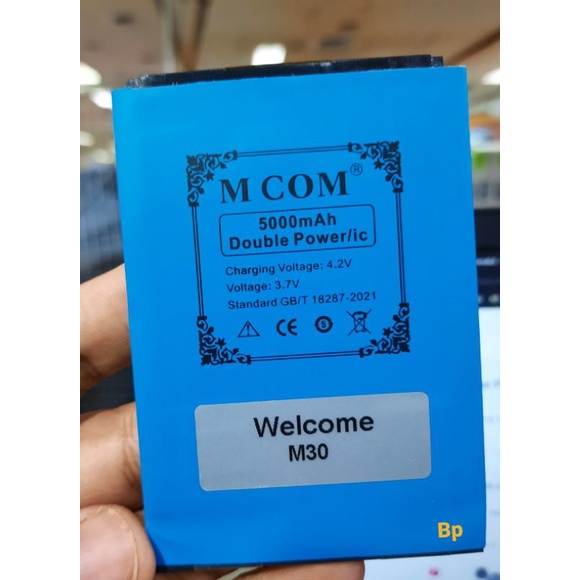 M COM®
5000mAh
Double Power/ic
Charging Voltage: 4.2V
Voltage: 3.7V
Standard GB/T 18287-2021
CE
Welcome
M30
Bp